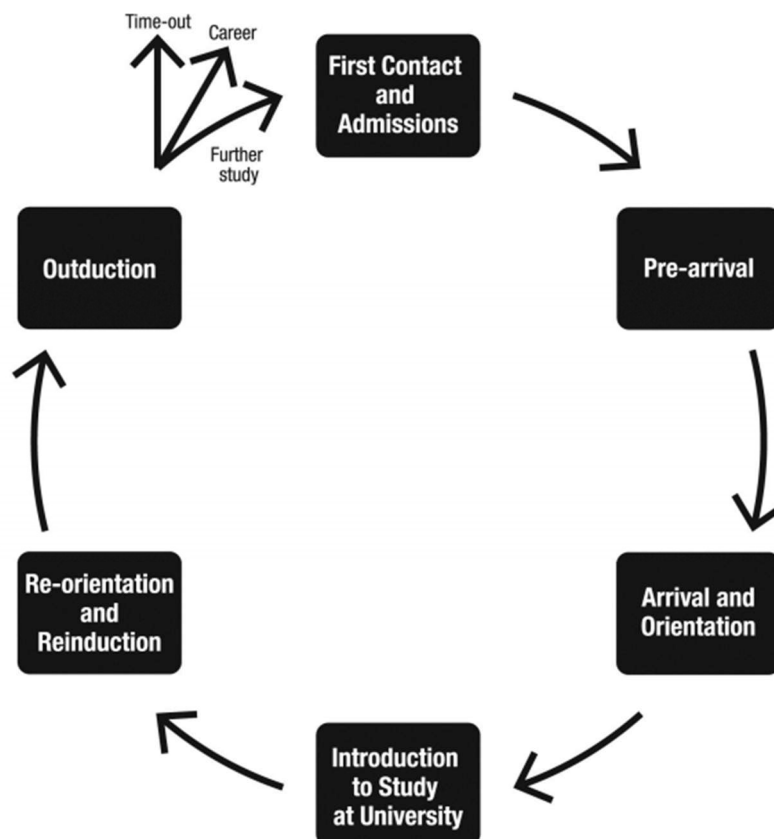 Time-out
Career
Further
study
First Contact
and
Admissions
Pre-arrival
Arrival and
Orientation
Introduction
to Study
at University
Re-orientation
and
Reinduction
Outduction